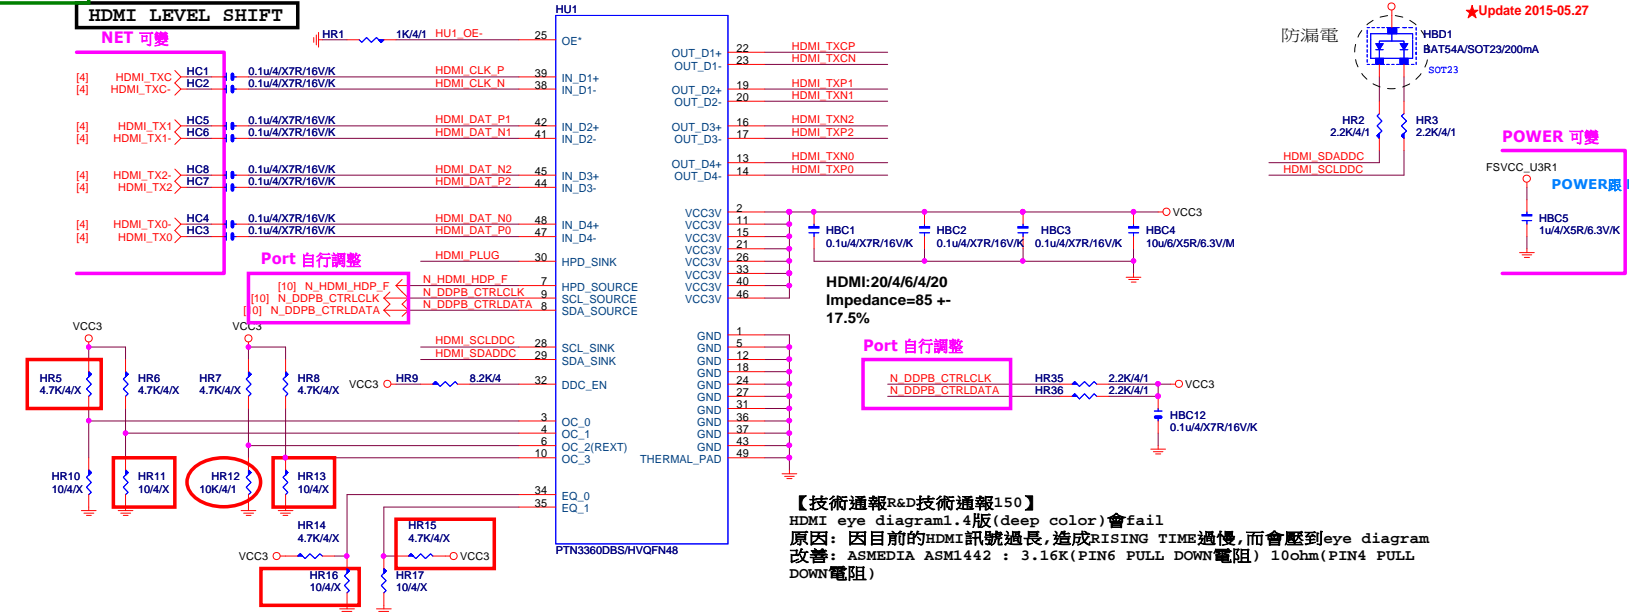 HDMI LEVEL SHIFT
NET 可變
HU1
HR1 1K/4/1 HU1_OE- 25 OE*
[4] HDMI_TXC HC1 0.1u/4/X7R/16V/K HDMI_CLK_P 39 IN_D1+
[4] HDMI_TXC- HC2 0.1u/4/X7R/16V/K HDMI_CLK_N 38 IN_D1-
[4] HDMI_TX1 HC5 0.1u/4/X7R/16V/K HDMI_DAT_P1 42 IN_D2+
[4] HDMI_TX1- HC6 0.1u/4/X7R/16V/K HDMI_DAT_N1 41 IN_D2-
[4] HDMI_TX2- HC8 0.1u/4/X7R/16V/K HDMI_DAT_N2 45 IN_D3+
[4] HDMI_TX2 HC7 0.1u/4/X7R/16V/K HDMI_DAT_P2 44 IN_D3-
[4] HDMI_TX0- HC4 0.1u/4/X7R/16V/K HDMI_DAT_N0 48 IN_D4+
[4] HDMI_TX0 HC3 0.1u/4/X7R/16V/K HDMI_DAT_P0 47 IN_D4-
Port 自行調整
HDMI_PLUG 30 HPD_SINK
[10] N_HDMI_HDP_F N_HDMI_HDP_F 7 HPD_SOURCE
[10] N_DDPB_CTRLCLK N_DDPB_CTRLCLK 9 SCL_SOURCE
[10] N_DDPB_CTRLDATA N_DDPB_CTRLDATA 8 SDA_SOURCE
HDMI_SCLDDC 28 SCL_SINK
HDMI_SDADDC 29 SDA_SINK
VCC3 HR9 8.2K/4 32 DDC_EN
VCC3 VCC3
HR5 HR6 HR7 HR8
4.7K/4/X 4.7K/4/X 4.7K/4/X 4.7K/4/X
3 OC_0
4 OC_1
6 OC_2(REXT)
10 OC_3
HR10 HR11 HR12 HR13
10/4/X 10/4/X 10K/4/1 10/4/X
34 EQ_0
35 EQ_1
HR14 HR15
4.7K/4/X 4.7K/4/X
VCC3 VCC3
HR16 HR17
10/4/X 10/4/X
PTN3360DBS/HVQFN48
OUT_D1+ 22 HDMI_TXCP
OUT_D1- 23 HDMI_TXCN
OUT_D2+ 19 HDMI_TXP1
OUT_D2- 20 HDMI_TXN1
OUT_D3+ 16 HDMI_TXN2
OUT_D3- 17 HDMI_TXP2
OUT_D4+ 13 HDMI_TXN0
OUT_D4- 14 HDMI_TXP0
VCC3V 2 VCC3
VCC3V 11
VCC3V 15
VCC3V 21
VCC3V 26
VCC3V 33
VCC3V 40
VCC3V 46
HBC1 HBC2 HBC3 HBC4
0.1u/4/X7R/16V/K 0.1u/4/X7R/16V/K 0.1u/4/X7R/16V/K 10u/6/X5R/6.3V/M
HDMI:20/4/6/4/20
Impedance=85 +-
17.5%
GND 1
GND 5
GND 12
GND 18
GND 24
GND 27
GND 31
GND 36
GND 37
GND 43
THERMAL_PAD 49
Port 自行調整
N_DDPB_CTRLCLK HR35 2.2K/4/1 VCC3
N_DDPB_CTRLDATA HR36 2.2K/4/1
HBC12
0.1u/4/X7R/16V/K
★Update 2015-05.27
防漏電
HBD1
BAT54A/SOT23/200mA
SOT23
HR2 HR3
2.2K/4/1 2.2K/4/1
HDMI_SDADDC
HDMI_SCLDDC
POWER 可變
FSVCC_U3R1
POWER跟
HBC5
1u/4/X5R/6.3V/K
【技術通報R&D技術通報150】
HDMI eye diagram1.4版(deep color)會fail
原因: 因目前的HDMI訊號過長,造成RISING TIME過慢,而會壓到eye diagram
改善: ASMEDIA ASM1442 : 3.16K(PIN6 PULL DOWN電阻) 10ohm(PIN4 PULL
DOWN電阻)